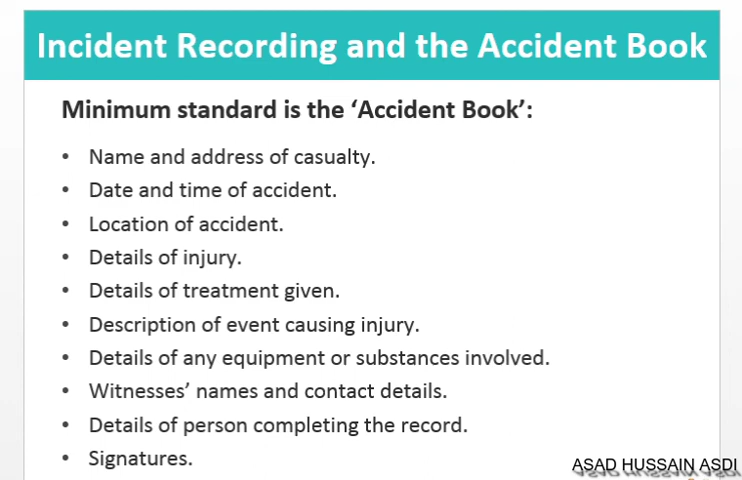 Incident Recording and the Accident Book
Minimum standard is the ‘Accident Book’:
• Name and address of casualty.
• Date and time of accident.
• Location of accident.
• Details of injury.
• Details of treatment given.
• Description of event causing injury.
• Details of any equipment or substances involved.
• Witnesses’ names and contact details.
• Details of person completing the record.
• Signatures.
ASAD HUSSAIN ASDI